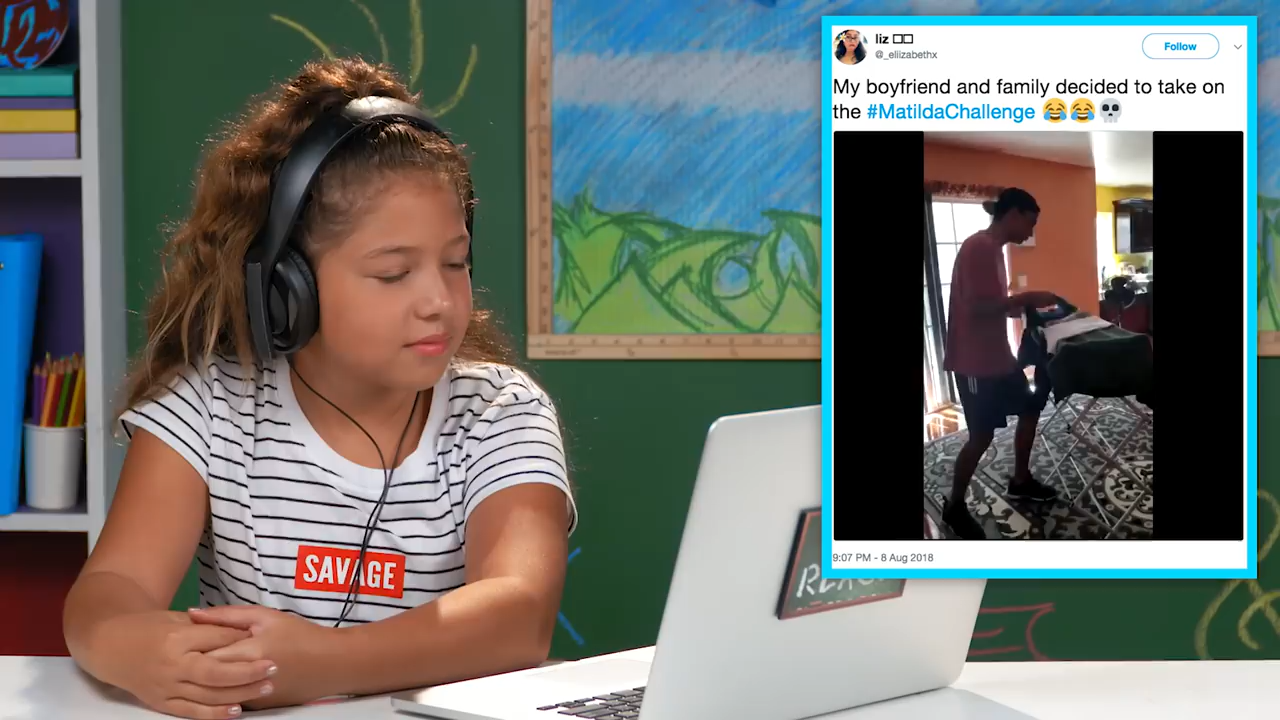 liz
@_eliizabethx
Follow
My boyfriend and family decided to take on
the #MatildaChallenge 😂😂💀
9:07 PM - 8 Aug 2018
SAVAGE